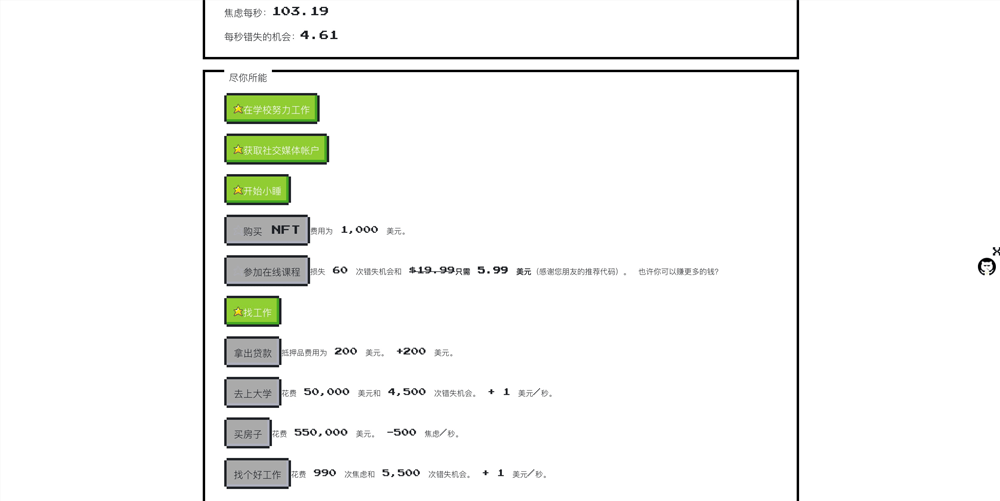 焦虑每秒：103.19
每秒错失的机会：4.61
尽你所能
在学校努力工作
获取社交媒体帐户
开始小睡
购买 NFT 费用为 1,000 美元。
参加在线课程 损失 60 次错失机会和 $19.99只需 5.99 美元（感谢您朋友的推荐代码）。 也许你可以赚更多的钱？
找工作
拿出贷款 抵押品费用为 200 美元。 +200 美元。
去上大学 花费 50,000 美元和 4,500 次错失机会。 + 1 美元/秒。
买房子 花费 550,000 美元。 -500 焦虑/秒。
找个好工作 花费 990 次焦虑和 5,500 次错失机会。 + 1 美元/秒。